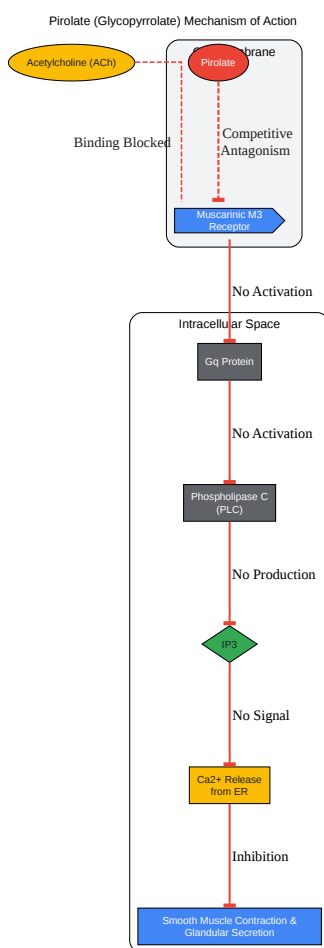 Pirolate (Glycopyrrolate) Mechanism of Action
Acetylcholine (ACh)
Pirolate
Binding Blocked
Competitive
Antagonism
Muscarinic M3
Receptor
No Activation
Intracellular Space
Gq Protein
No Activation
Phospholipase C
(PLC)
No Production
IP3
No Signal
Ca2+ Release
from ER
Inhibition
Smooth Muscle Contraction &
Glandular Secretion